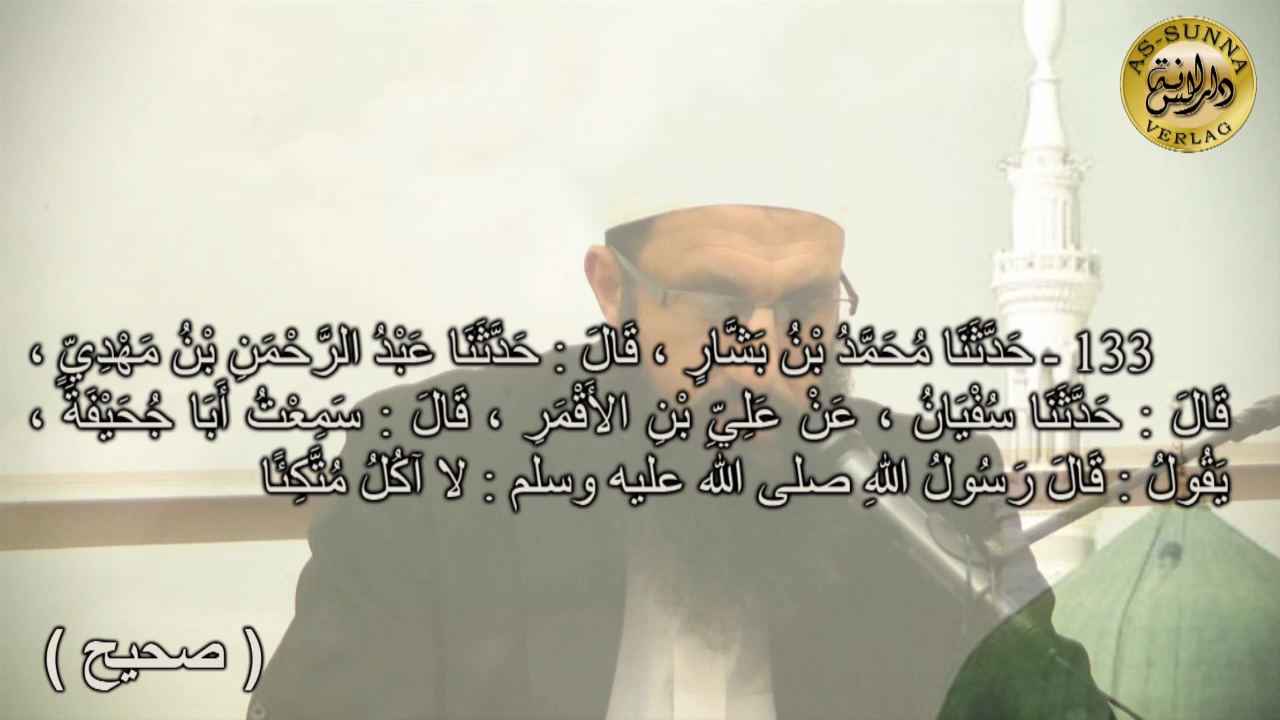 AS-SUNNA
دار السنة
VERLAG
133 ـ حَدَّثَنَا مُحَمَّدُ بْنُ بَشَّارٍ ، قَالَ : حَدَّثَنَا عَبْدُ الرَّحْمَنِ بْنُ مَهْدِيٍّ ،
قَالَ : حَدَّثَنَا سُفْيَانُ ، عَنْ عَلِيِّ بْنِ الأَقْمَرِ ، قَالَ : سَمِعْتُ أَبَا جُحَيْفَةَ ،
يَقُولُ : قَالَ رَسُولُ اللهِ صلى الله عليه وسلم : لا آكُلُ مُتَّكِئًا
( صحيح )